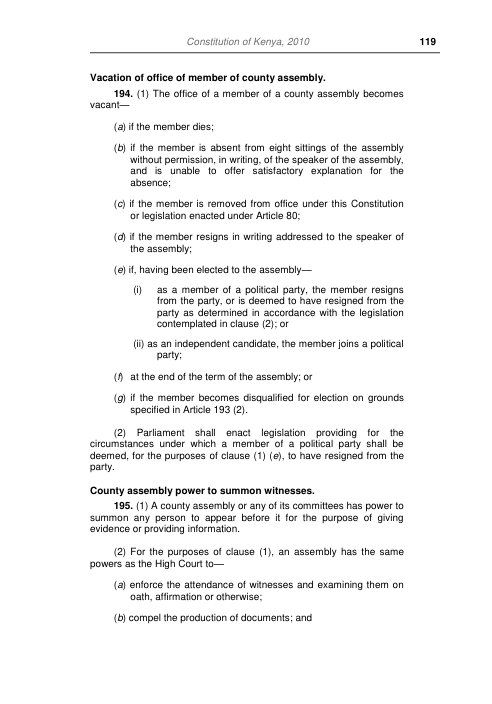 Constitution of Kenya, 2010 119
Vacation of office of member of county assembly.
194. (1) The office of a member of a county assembly becomes
vacant—
(a) if the member dies;
(b) if the member is absent from eight sittings of the assembly
without permission, in writing, of the speaker of the assembly,
and is unable to offer satisfactory explanation for the
absence;
(c) if the member is removed from office under this Constitution
or legislation enacted under Article 80;
(d) if the member resigns in writing addressed to the speaker of
the assembly;
(e) if, having been elected to the assembly—
(i) as a member of a political party, the member resigns
from the party, or is deemed to have resigned from the
party as determined in accordance with the legislation
contemplated in clause (2); or
(ii) as an independent candidate, the member joins a political
party;
(f) at the end of the term of the assembly; or
(g) if the member becomes disqualified for election on grounds
specified in Article 193 (2).
(2) Parliament shall enact legislation providing for the
circumstances under which a member of a political party shall be
deemed, for the purposes of clause (1) (e), to have resigned from the
party.
County assembly power to summon witnesses.
195. (1) A county assembly or any of its committees has power to
summon any person to appear before it for the purpose of giving
evidence or providing information.
(2) For the purposes of clause (1), an assembly has the same
powers as the High Court to—
(a) enforce the attendance of witnesses and examining them on
oath, affirmation or otherwise;
(b) compel the production of documents; and